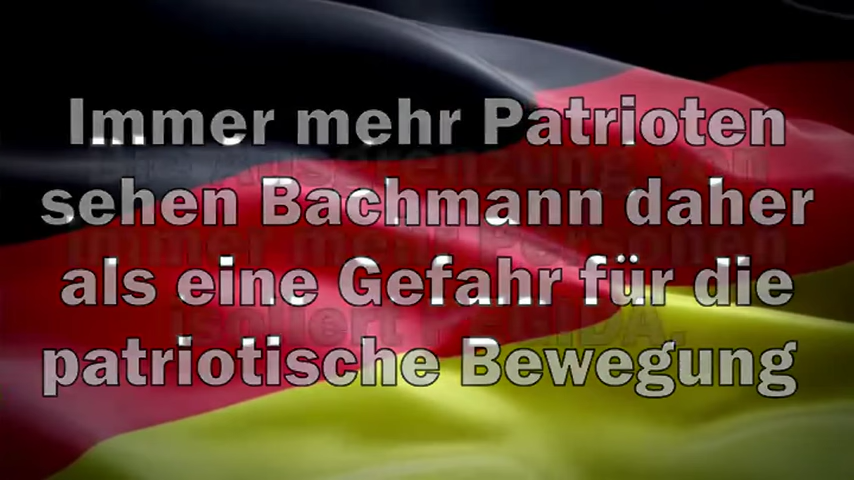 Immer mehr Patrioten
sehen Bachmann daher
als eine Gefahr für die
patriotische Bewegung